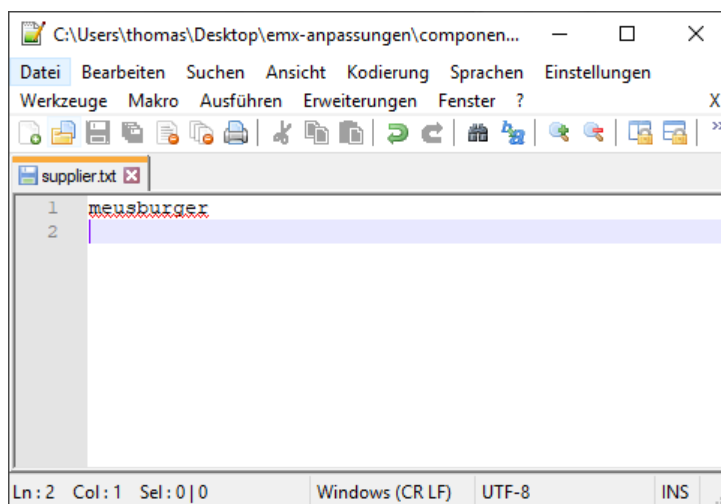 C:\Users\thomas\Desktop\emx-anpassungen\componen...
Datei Bearbeiten Suchen Ansicht Kodierung Sprachen Einstellungen
Werkzeuge Makro Ausführen Erweiterungen Fenster ? X
supplier.txt
1 meusburger
2
Ln : 2 Col : 1 Sel : 0 | 0 Windows (CR LF) UTF-8 INS